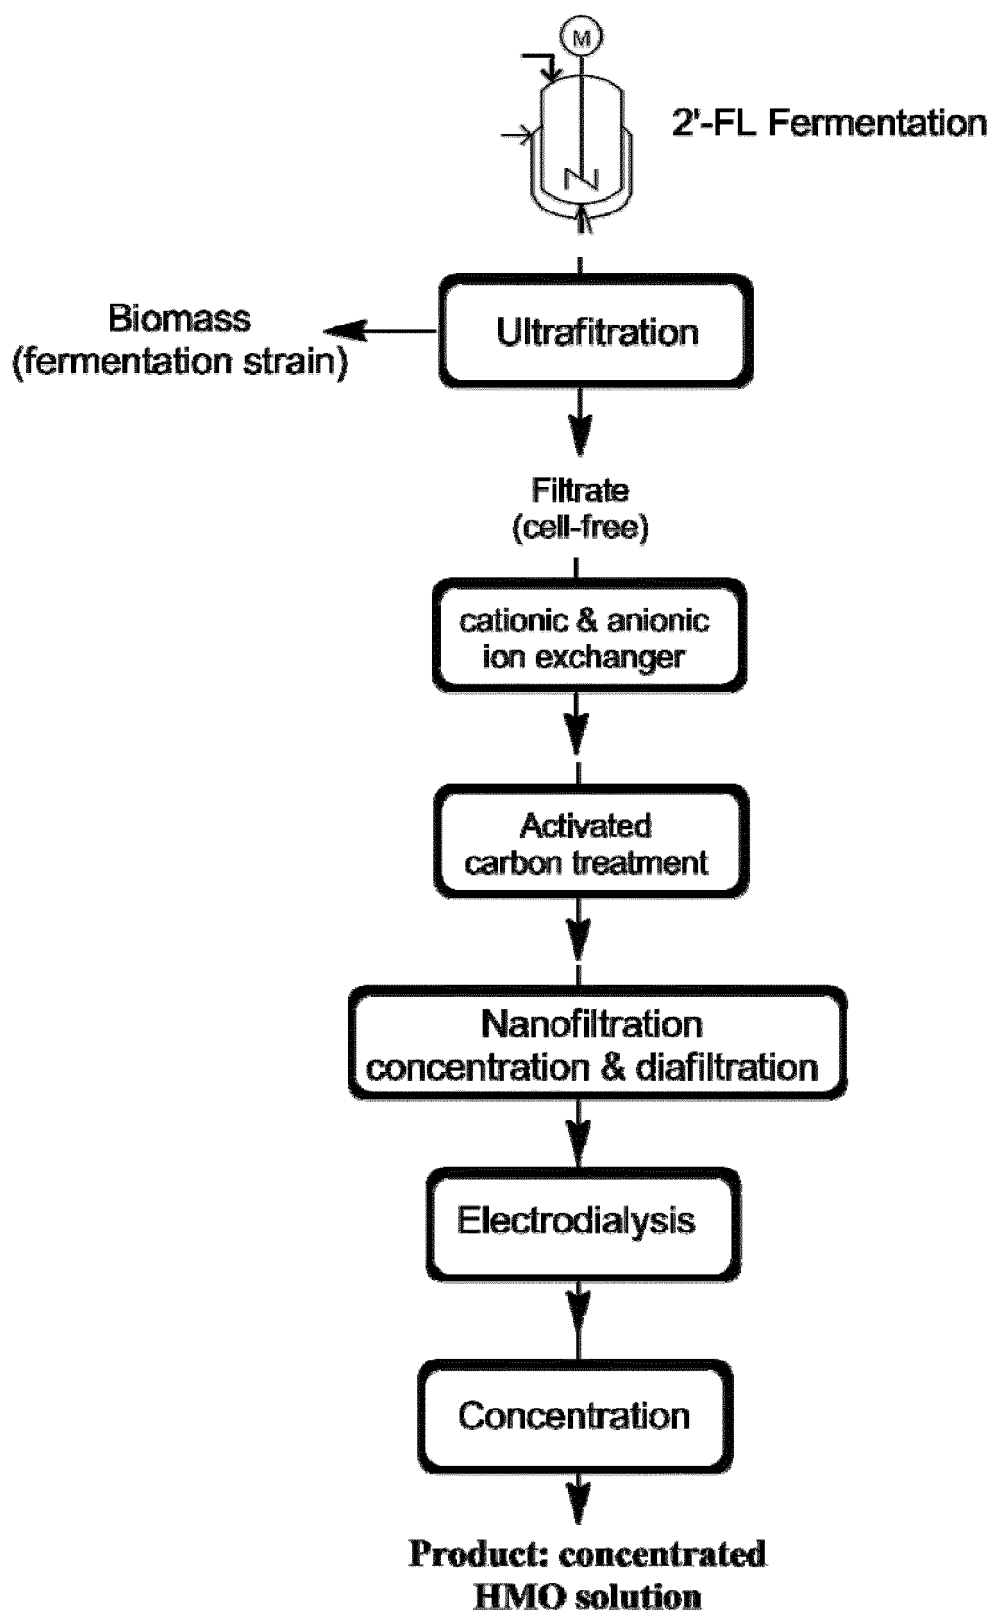 M
2'-FL Fermentation
Ultrafitration
Biomass
(fermentation strain)
Filtrate
(cell-free)
cationic & anionic
ion exchanger
Activated
carbon treatment
Nanofiltration
concentration & diafiltration
Electrodialysis
Concentration
Product: concentrated
HMO solution